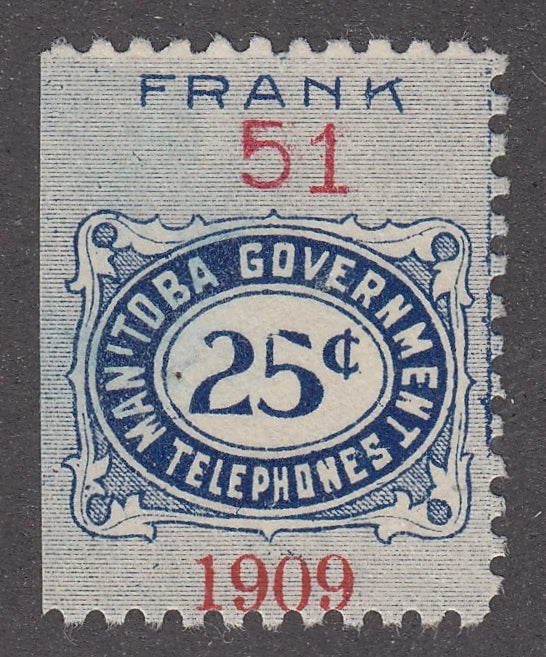 FRANK
51
MANITOBA GOVERNMENT
25¢
TELEPHONES
1909